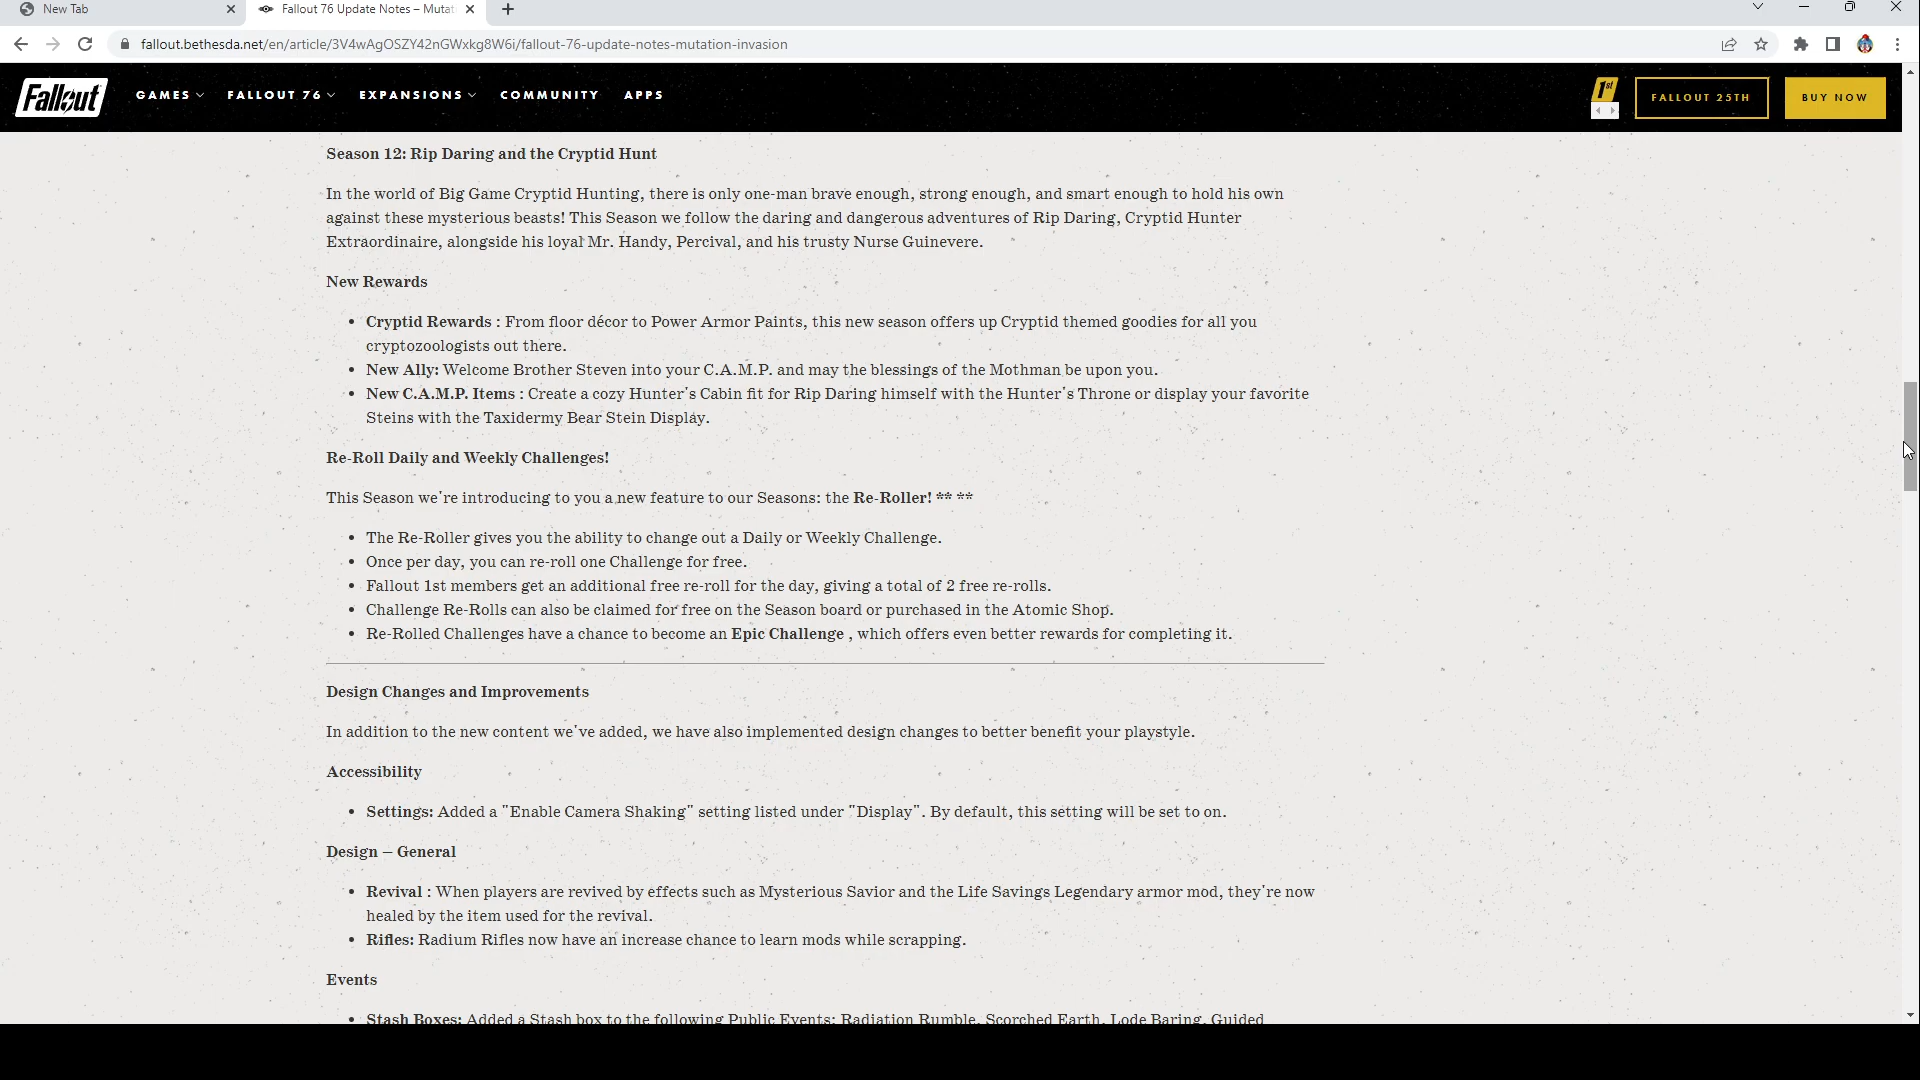 New Tab
Fallout 76 Update Notes – Mutat
fallout.bethesda.net/en/article/3V4wAgOSZY42nGWxkg8W6i/fallout-76-update-notes-mutation-invasion
Fallout
GAMES
FALLOUT 76
EXPANSIONS
COMMUNITY
APPS
1st
FALLOUT 25TH
BUY NOW
Season 12: Rip Daring and the Cryptid Hunt
In the world of Big Game Cryptid Hunting, there is only one-man brave enough, strong enough, and smart enough to hold his own
against these mysterious beasts! This Season we follow the daring and dangerous adventures of Rip Daring, Cryptid Hunter
Extraordinaire, alongside his loyal Mr. Handy, Percival, and his trusty Nurse Guinevere.
New Rewards
• Cryptid Rewards : From floor décor to Power Armor Paints, this new season offers up Cryptid themed goodies for all you
cryptozoologists out there.
• New Ally: Welcome Brother Steven into your C.A.M.P. and may the blessings of the Mothman be upon you.
• New C.A.M.P. Items : Create a cozy Hunter's Cabin fit for Rip Daring himself with the Hunter's Throne or display your favorite
Steins with the Taxidermy Bear Stein Display.
Re-Roll Daily and Weekly Challenges!
This Season we're introducing to you a new feature to our Seasons: the Re-Roller! ** **
• The Re-Roller gives you the ability to change out a Daily or Weekly Challenge.
• Once per day, you can re-roll one Challenge for free.
• Fallout 1st members get an additional free re-roll for the day, giving a total of 2 free re-rolls.
• Challenge Re-Rolls can also be claimed for free on the Season board or purchased in the Atomic Shop.
• Re-Rolled Challenges have a chance to become an Epic Challenge , which offers even better rewards for completing it.
Design Changes and Improvements
In addition to the new content we've added, we have also implemented design changes to better benefit your playstyle.
Accessibility
• Settings: Added a "Enable Camera Shaking" setting listed under "Display". By default, this setting will be set to on.
Design – General
• Revival : When players are revived by effects such as Mysterious Savior and the Life Savings Legendary armor mod, they're now
healed by the item used for the revival.
• Rifles: Radium Rifles now have an increase chance to learn mods while scrapping.
Events
• Stash Boxes: Added a Stash box to the following Public Events: Radiation Rumble, Scorched Earth, Lode Baring, Guided